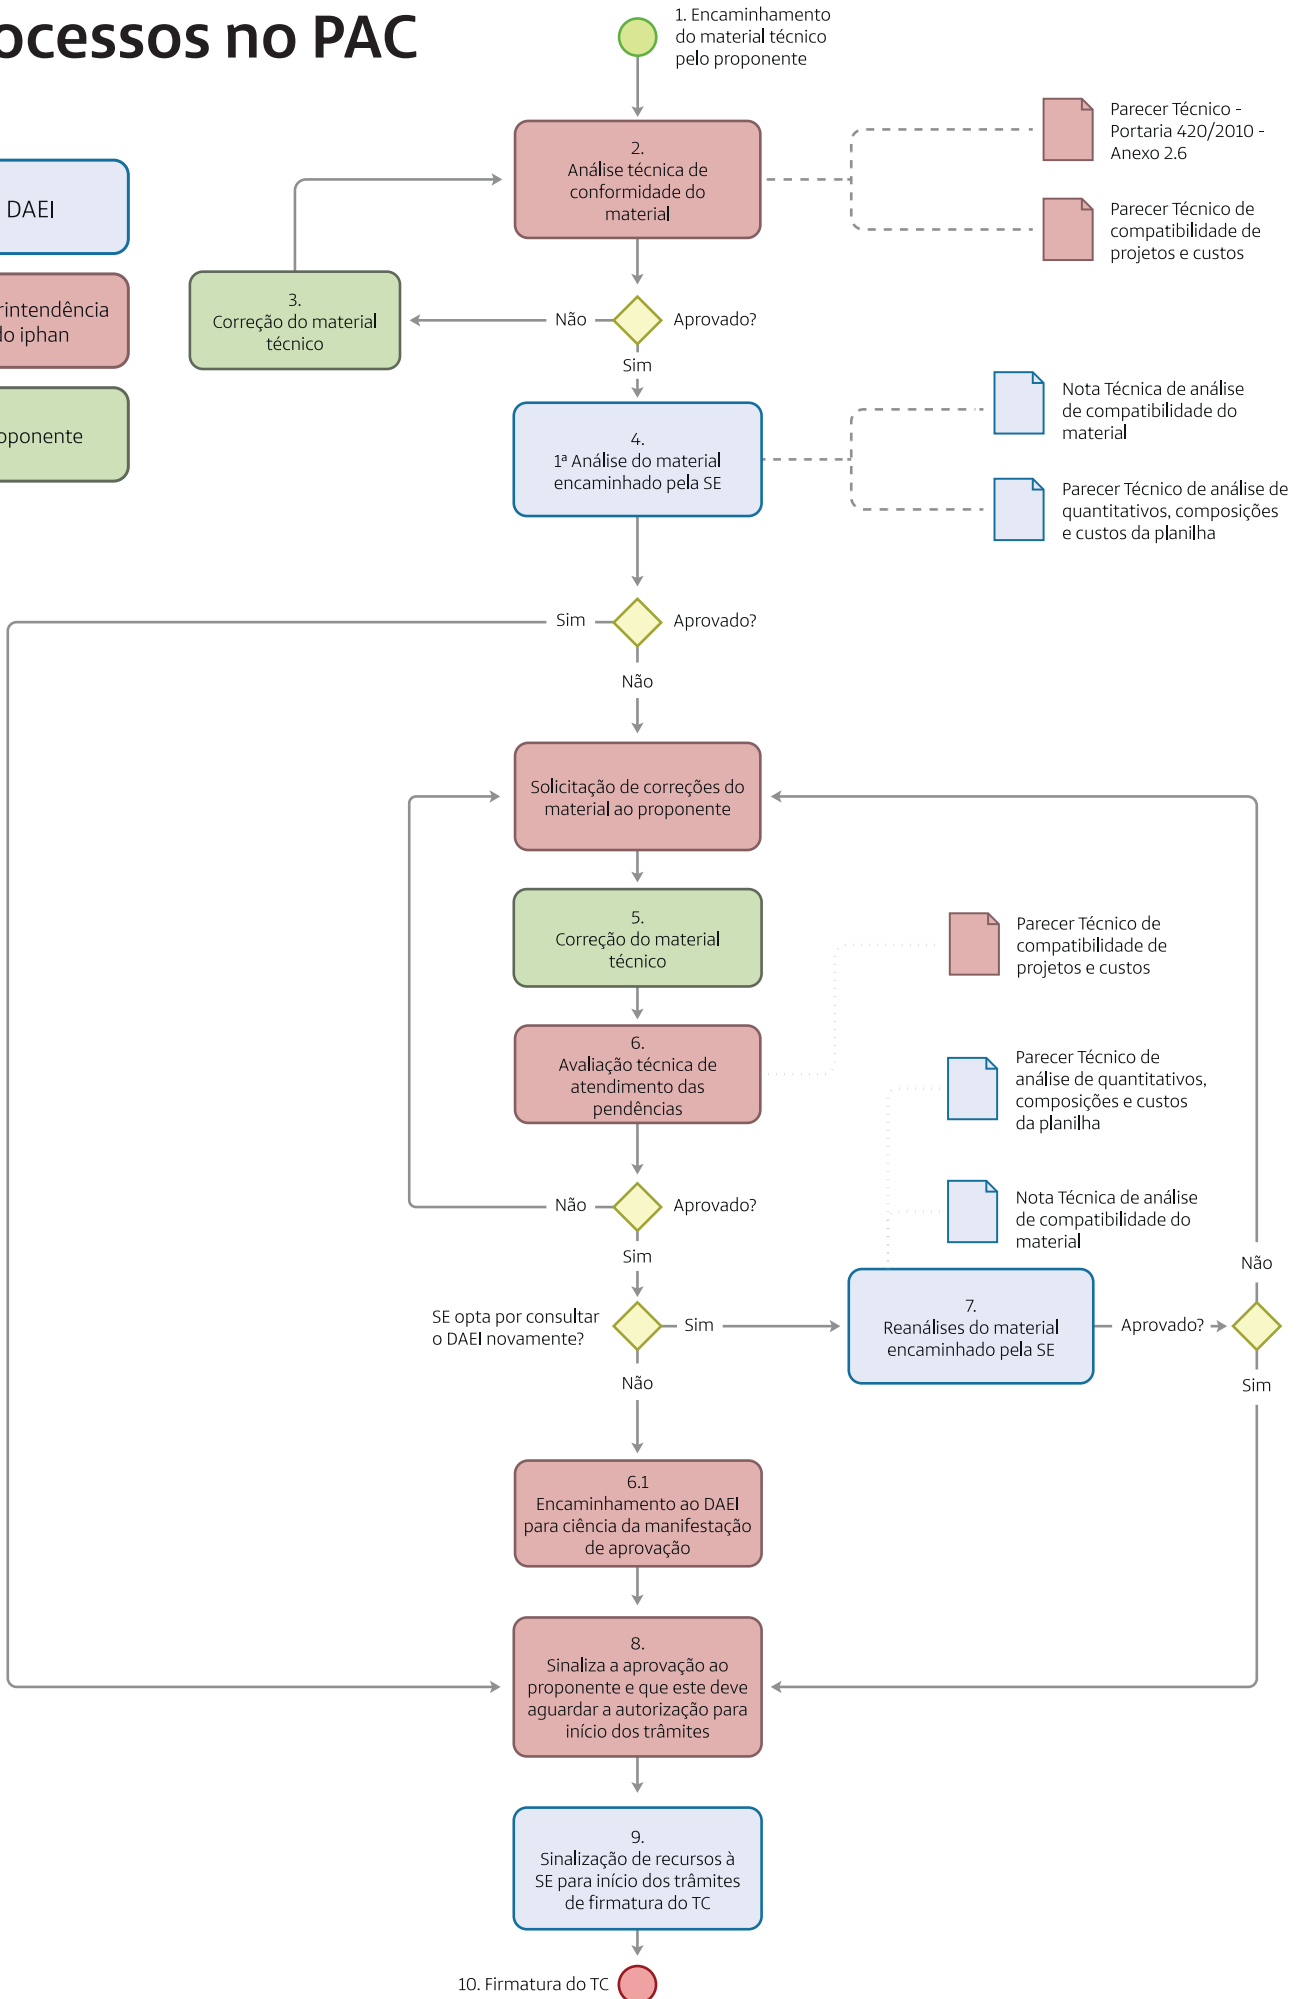 ocessos no PAC
1. Encaminhamento
do material técnico
pelo proponente
DAEI
rintendência
do iphan
oponente
2.
Análise técnica de
conformidade do
material
Parecer Técnico -
Portaria 420/2010 -
Anexo 2.6
Parecer Técnico de
compatibilidade de
projetos e custos
3.
Correção do material
técnico
Não
Aprovado?
Sim
4.
1ª Análise do material
encaminhado pela SE
Nota Técnica de análise
de compatibilidade do
material
Parecer Técnico de análise de
quantitativos, composições
e custos da planilha
Sim
Aprovado?
Não
Solicitação de correções do
material ao proponente
5.
Correção do material
técnico
Parecer Técnico de
compatibilidade de
projetos e custos
6.
Avaliação técnica de
atendimento das
pendências
Parecer Técnico de
análise de quantitativos,
composições e custos
da planilha
Não
Aprovado?
Nota Técnica de análise
de compatibilidade do
material
Sim
Não
SE opta por consultar
o DAEI novamente?
Sim
7.
Reanálises do material
encaminhado pela SE
Aprovado?
Não
Sim
6.1
Encaminhamento ao DAEI
para ciência da manifestação
de aprovação
8.
Sinaliza a aprovação ao
proponente e que este deve
aguardar a autorização para
início dos trâmites
9.
Sinalização de recursos à
SE para início dos trâmites
de firmatura do TC
10. Firmatura do TC